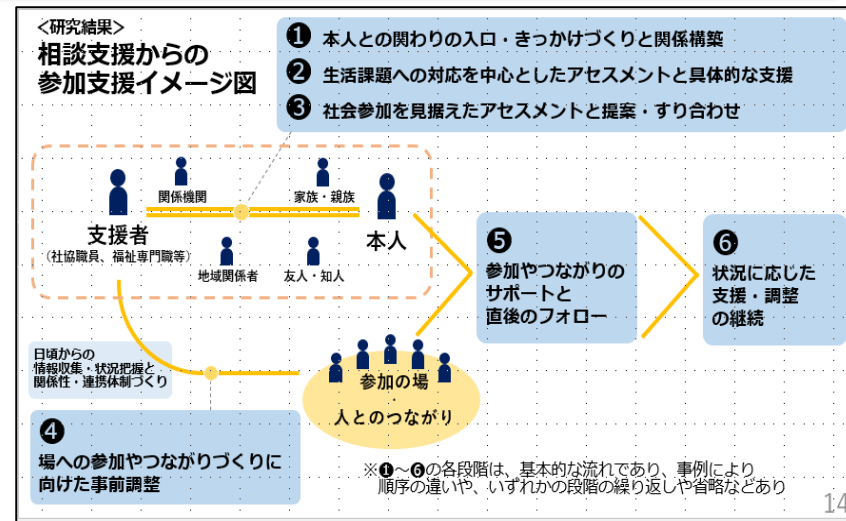 <研究結果>
相談支援からの
参加支援イメージ図
❶ 本人との関わりの入口・きっかけづくりと関係構築
❷ 生活課題への対応を中心としたアセスメントと具体的な支援
❸ 社会参加を見据えたアセスメントと提案・すり合わせ
関係機関
家族・親族
支援者
(社協職員、福祉専門職等)
本人
地域関係者
友人・知人
❺
参加やつながりの
サポートと
直後のフォロー
❻
状況に応じた
支援・調整
の継続
日頃からの
情報収集・状況把握と
関係性・連携体制づくり
参加の場
・
人とのつながり
❹
場への参加やつながりづくりに
向けた事前調整
※❶~❻の各段階は、基本的な流れであり、事例により
順序の違いや、いずれかの段階の繰り返しや省略などあり
14